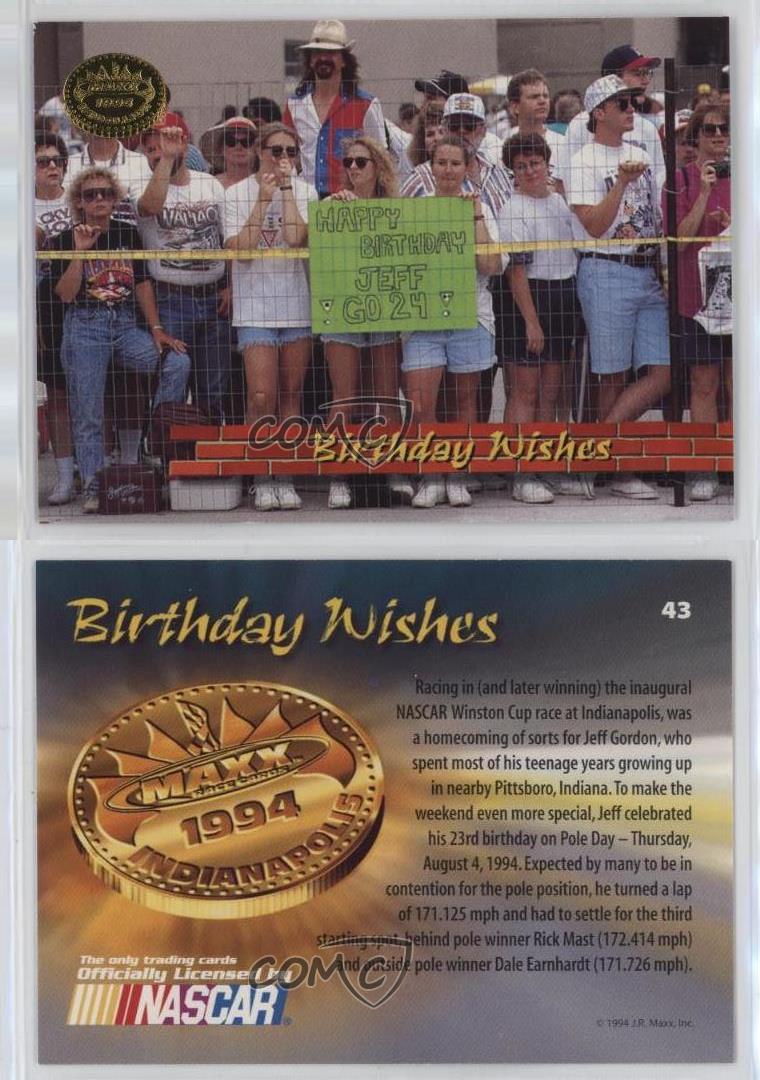 MAXX
1994
HAPPY
BIRTHDAY
JEFF
GO 24
COMC
Birthday Wishes
Birthday Wishes
43
Racing in (and later winning) the inaugural
NASCAR Winston Cup race at Indianapolis, was
a homecoming of sorts for Jeff Gordon, who
spent most of his teenage years growing up
in nearby Pittsboro, Indiana. To make the
weekend even more special, Jeff celebrated
his 23rd birthday on Pole Day – Thursday,
August 4, 1994. Expected by many to be in
contention for the pole position, he turned a lap
of 171.125 mph and had to settle for the third
starting spot, behind pole winner Rick Mast (172.414 mph)
and outside pole winner Dale Earnhardt (171.726 mph).
MAXX
RACE CARDS
1994
INDIANAPOLIS
The only trading cards
Officially Licensed by
NASCAR®
COMC
© 1994 J.R. Maxx, Inc.